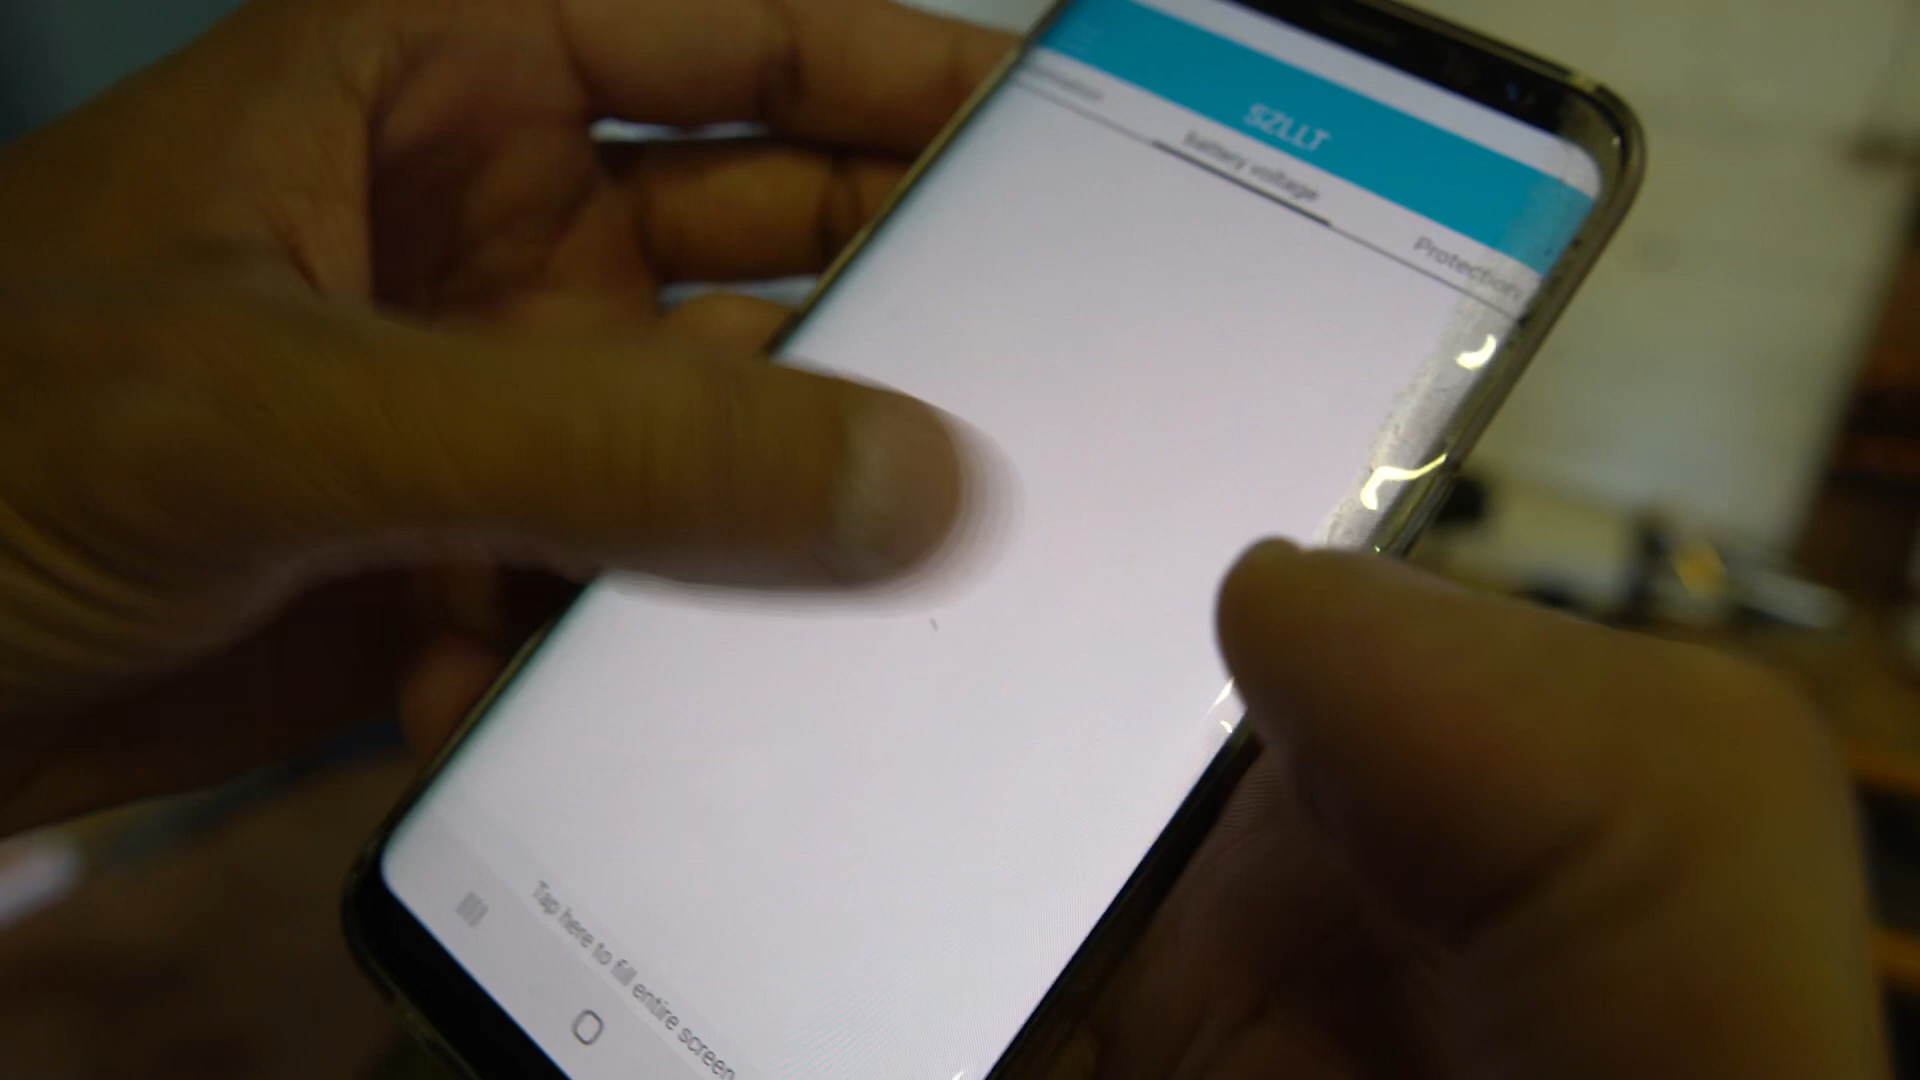 SZLLT
battery voltage
Protection
Tap here to fill entire screen